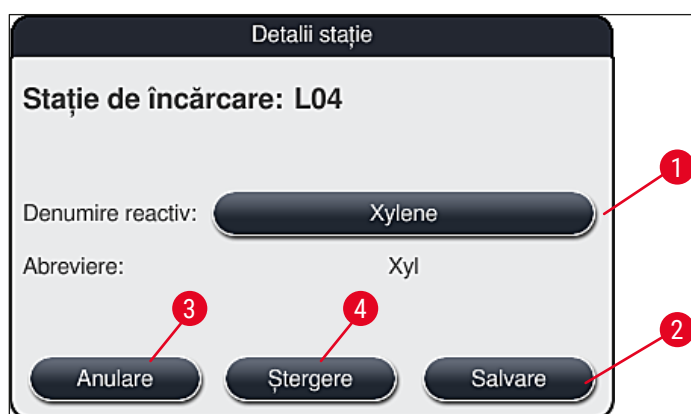 Detalii stație
Stație de încărcare: L04
1
Denumire reactiv: Xylene
Abreviere: Xyl
3 4
2
Anulare Ștergere Salvare